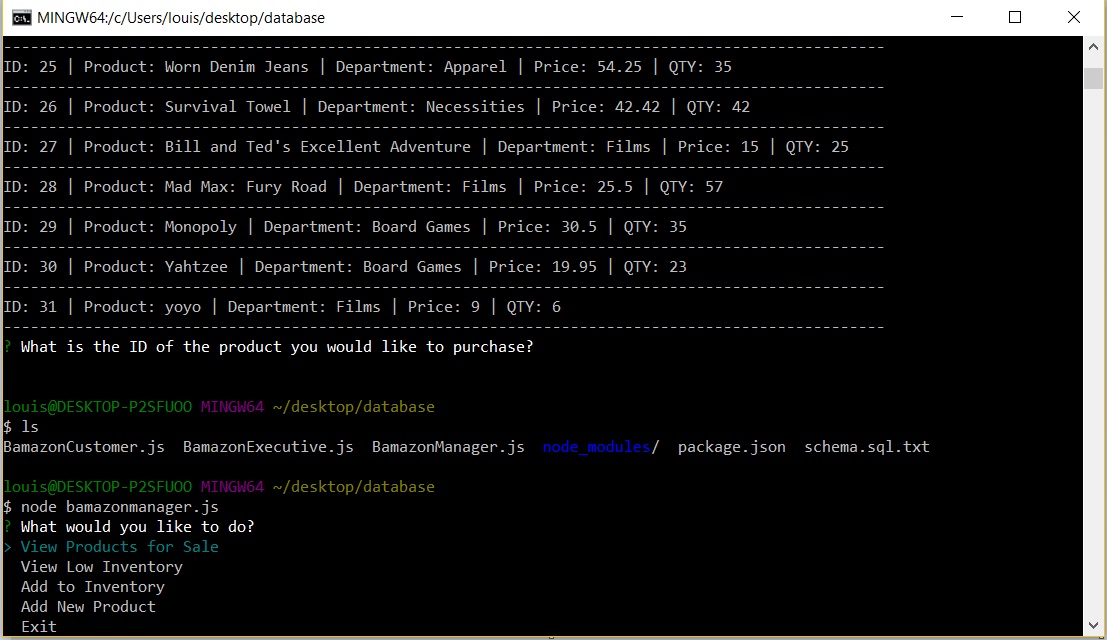 MINGW64:/c/Users/louis/desktop/database
--------------------------------------------------------------------------------------------------
ID: 25 | Product: Worn Denim Jeans | Department: Apparel | Price: 54.25 | QTY: 35
--------------------------------------------------------------------------------------------------
ID: 26 | Product: Survival Towel | Department: Necessities | Price: 42.42 | QTY: 42
--------------------------------------------------------------------------------------------------
ID: 27 | Product: Bill and Ted's Excellent Adventure | Department: Films | Price: 15 | QTY: 25
--------------------------------------------------------------------------------------------------
ID: 28 | Product: Mad Max: Fury Road | Department: Films | Price: 25.5 | QTY: 57
--------------------------------------------------------------------------------------------------
ID: 29 | Product: Monopoly | Department: Board Games | Price: 30.5 | QTY: 35
--------------------------------------------------------------------------------------------------
ID: 30 | Product: Yahtzee | Department: Board Games | Price: 19.95 | QTY: 23
--------------------------------------------------------------------------------------------------
ID: 31 | Product: yoyo | Department: Films | Price: 9 | QTY: 6
--------------------------------------------------------------------------------------------------
? What is the ID of the product you would like to purchase?
louis@DESKTOP-P2SFUOO MINGW64 ~/desktop/database
$ ls
BamazonCustomer.js  BamazonExecutive.js  BamazonManager.js  node_modules/  package.json  schema.sql.txt
louis@DESKTOP-P2SFUOO MINGW64 ~/desktop/database
$ node bamazonmanager.js
? What would you like to do?
> View Products for Sale
  View Low Inventory
  Add to Inventory
  Add New Product
  Exit